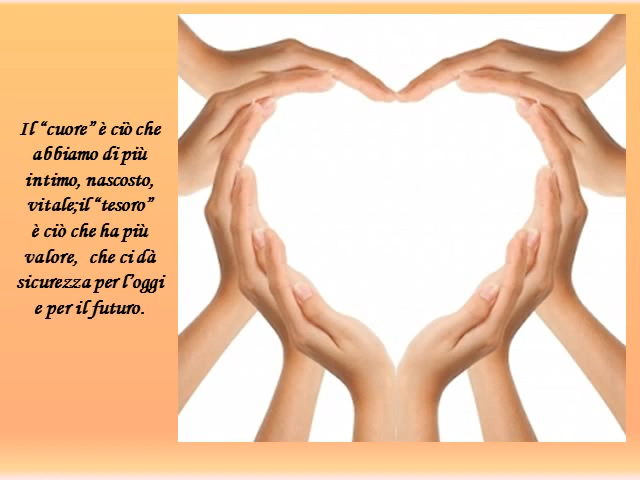 Il “cuore” è ciò che
abbiamo di più
intimo, nascosto,
vitale;il “tesoro”
è ciò che ha più
valore,  che ci dà
sicurezza per l’oggi
e per il futuro.